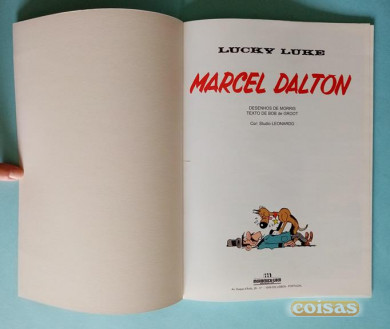 LUCKY LUKE
MARCEL DALTON
DESENHOS DE MORRIS
TEXTO DE BOB de GROOT
Cor: Studio LEONARDO
coisas